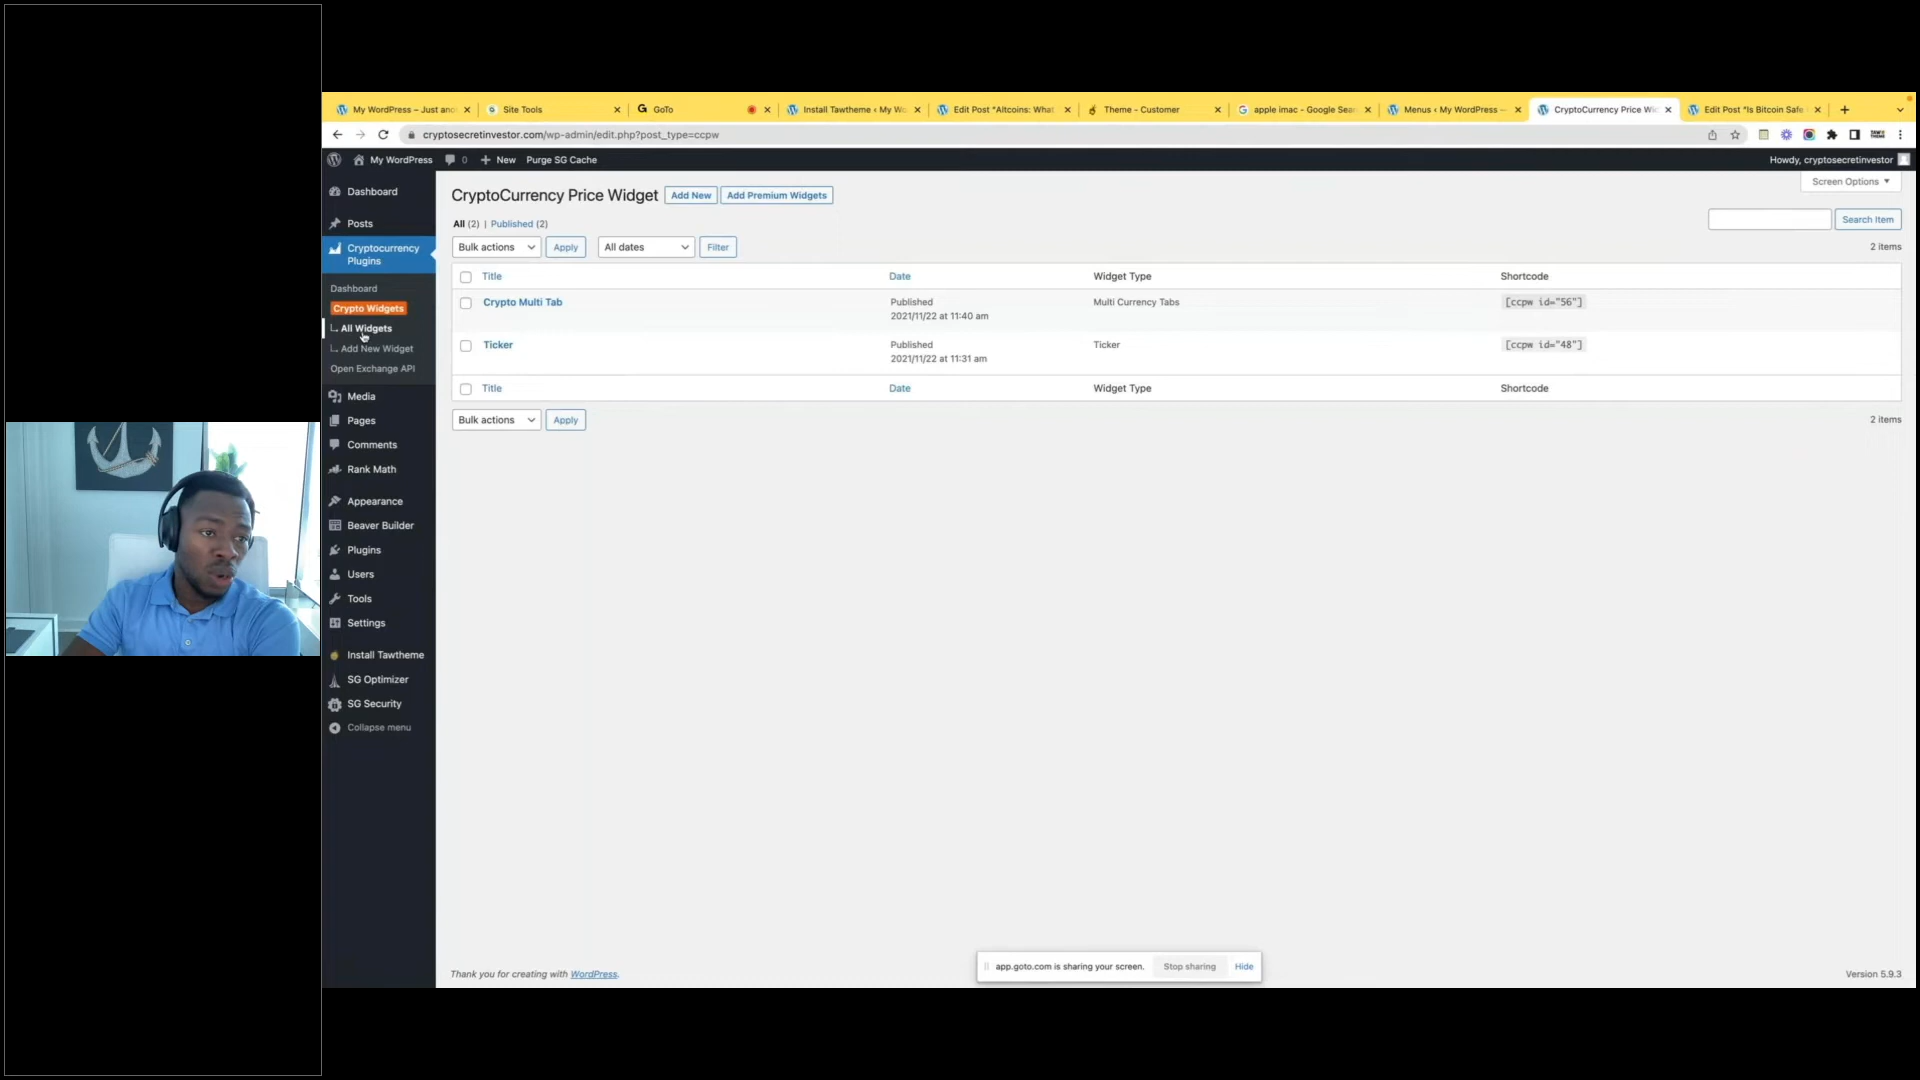 My WordPress – Just ano
Site Tools
GoTo
Install Tawtheme ‹ My Wo
Edit Post "Altcoins: What
Theme - Customer
apple imac - Google Sear
Menus ‹ My WordPress —
CryptoCurrency Price Wid
Edit Post "Is Bitcoin Safe
cryptosecretinvestor.com/wp-admin/edit.php?post_type=ccpw
My WordPress
0
New
Purge SG Cache
Howdy, cryptosecretinvestor
Dashboard
Posts
Cryptocurrency
Plugins
Dashboard
Crypto Widgets
All Widgets
Add New Widget
Open Exchange API
Media
Pages
Comments
Rank Math
Appearance
Beaver Builder
Plugins
Users
Tools
Settings
Install Tawtheme
SG Optimizer
SG Security
Collapse menu
CryptoCurrency Price Widget
Add New
Add Premium Widgets
Screen Options
All (2) | Published (2)
Search Item
Bulk actions
Apply
All dates
Filter
2 items
Title
Date
Widget Type
Shortcode
Crypto Multi Tab
Published
2021/11/22 at 11:40 am
Multi Currency Tabs
[ccpw id="56"]
Ticker
Published
2021/11/22 at 11:31 am
Ticker
[ccpw id="48"]
Title
Date
Widget Type
Shortcode
Bulk actions
Apply
2 items
app.goto.com is sharing your screen.
Stop sharing
Hide
Thank you for creating with WordPress.
Version 5.9.3